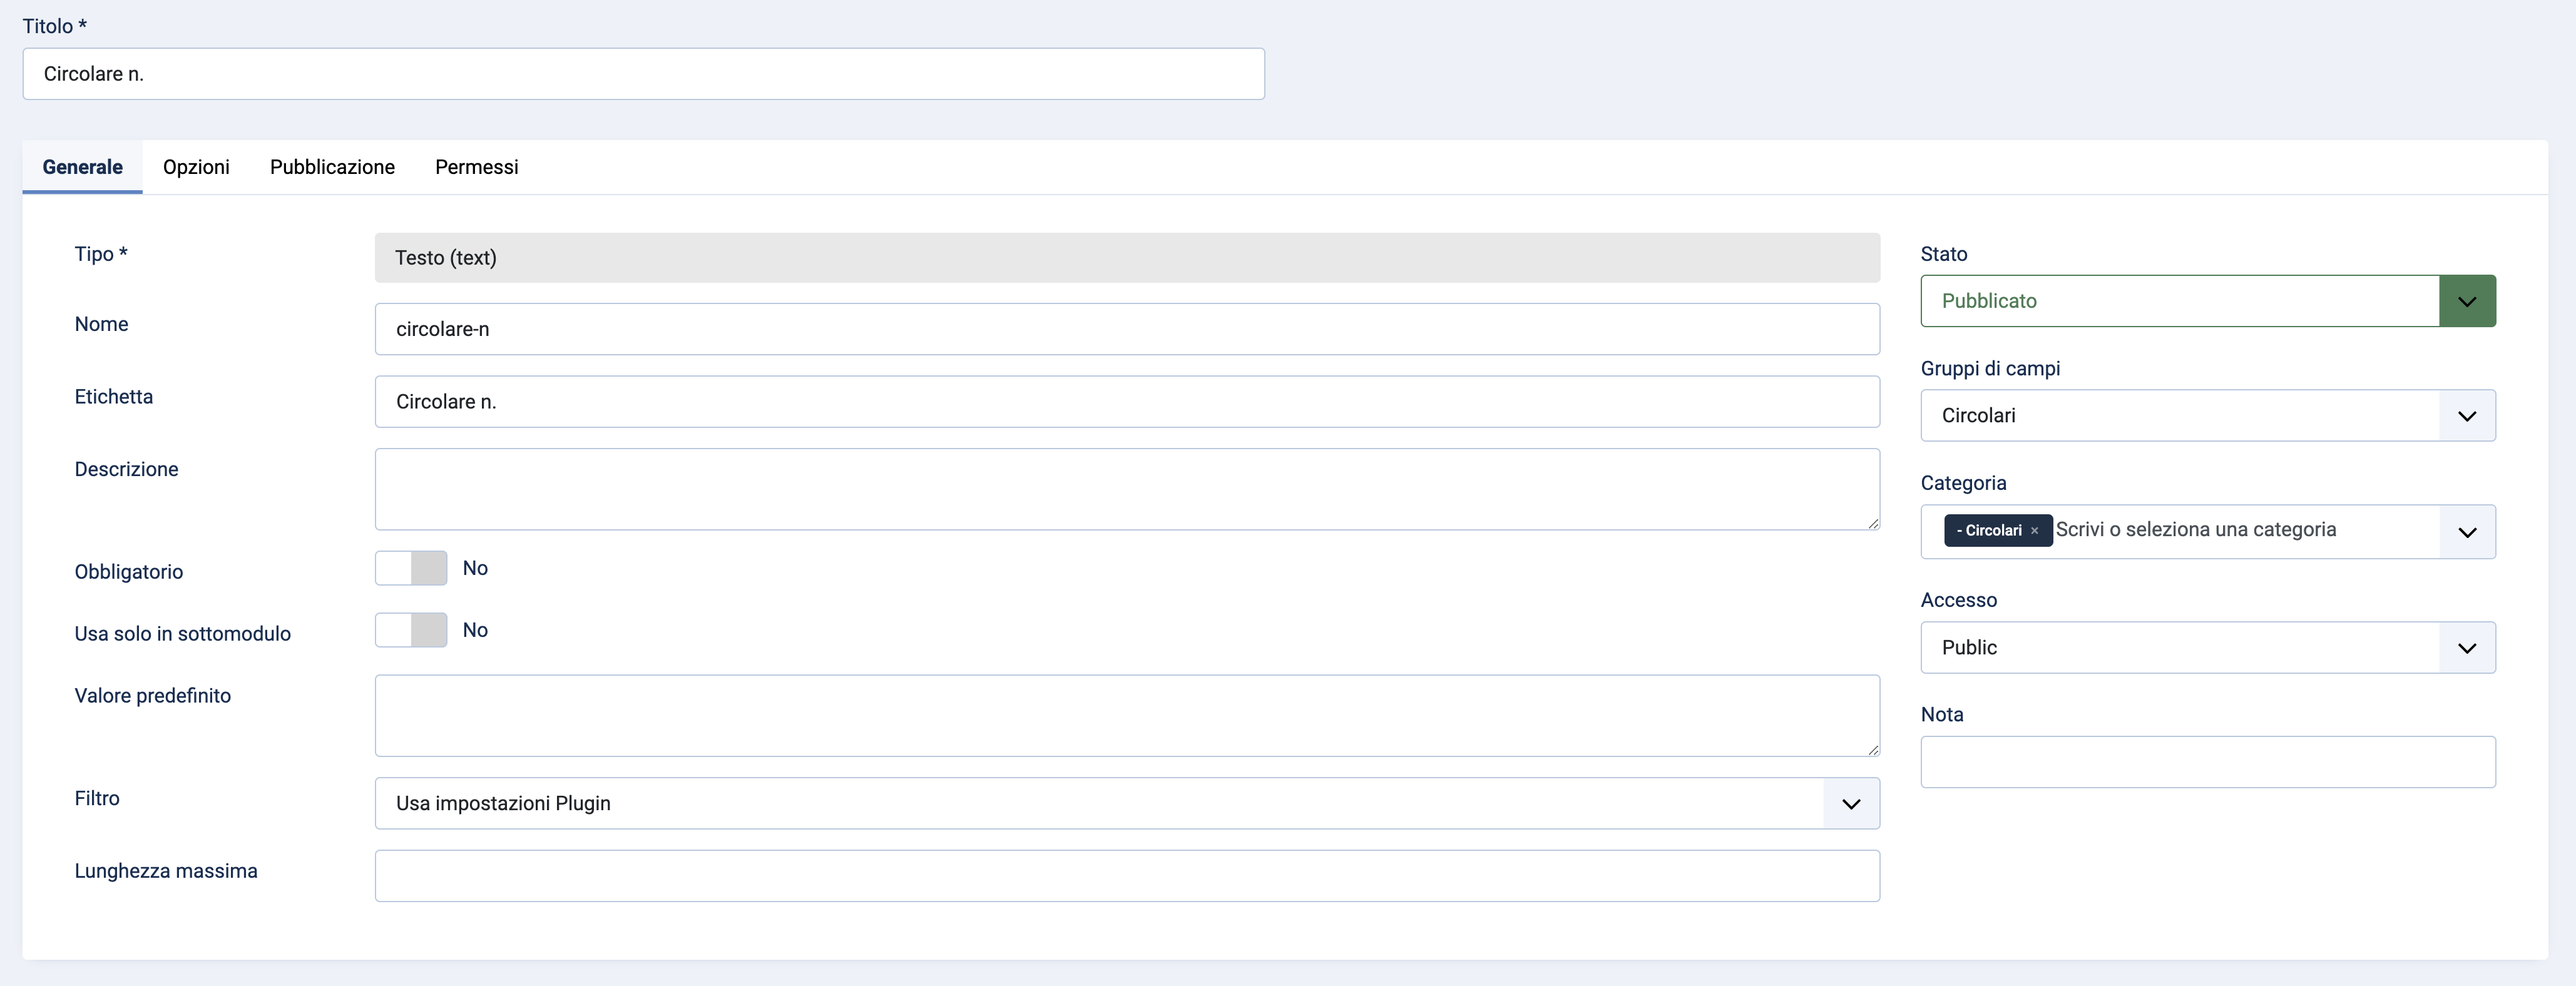 Titolo *
Circolare n.
Generale Opzioni Pubblicazione Permessi
Tipo *
Testo (text)
Nome
circolare-n
Etichetta
Circolare n.
Descrizione
Obbligatorio
No
Usa solo in sottomodulo
No
Valore predefinito
Filtro
Usa impostazioni Plugin
Lunghezza massima
Stato
Pubblicato
Gruppi di campi
Circolari
Categoria
- Circolari × Scrivi o seleziona una categoria
Accesso
Public
Nota